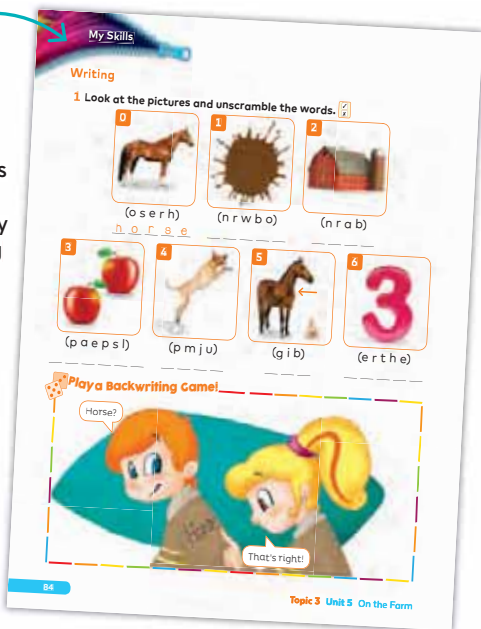 My Skills
Writing
1 Look at the pictures and unscramble the words.
0
1
2
(o s e r h)
(n r w b o)
(n r a b)
h o r s e
3
4
5
6
(p a e p s l)
(p m j u)
(g i b)
(e r t h e)
Play a Backwriting Game!
Horse?
That's right!
84
Topic 3 Unit 5 On the Farm